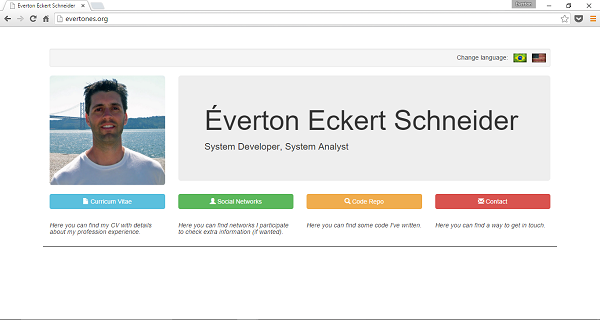 Everton Eckert Schneider
evertones.org
Change language:
Éverton Eckert Schneider
System Developer, System Analyst
Curricum Vitae
Social Networks
Code Repo
Contact
Here you can find my CV with details
about my profession experience.
Here you can find networks I participate
to check extra information (if wanted).
Here you can find some code I've written.
Here you can find a way to get in touch.